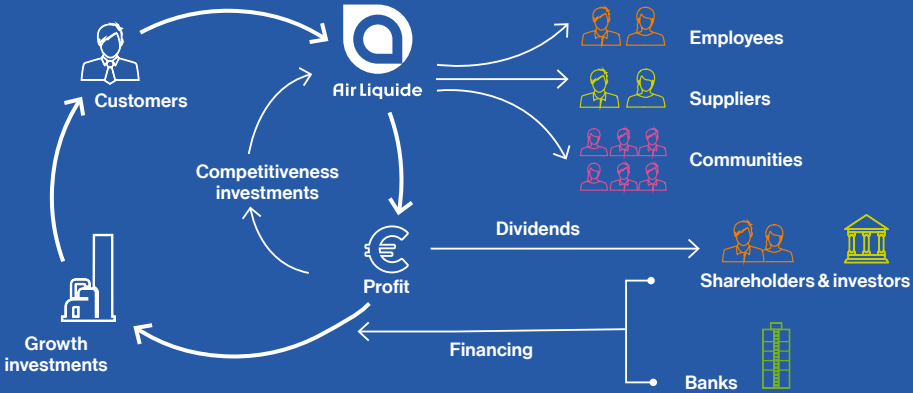 Customers
Air Liquide
Employees
Suppliers
Communities
Competitiveness
investments
Dividends
€
Profit
Shareholders & investors
Growth
investments
Financing
Banks